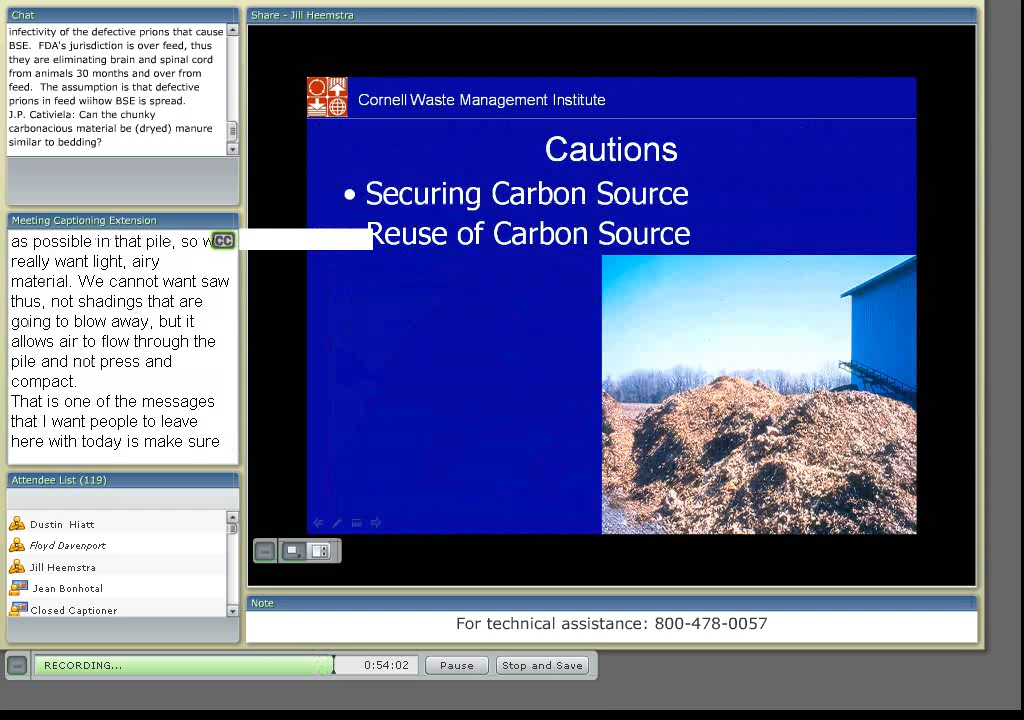 Chat
infectivity of the defective prions that cause
BSE. FDA's jurisdiction is over feed, thus
they are eliminating brain and spinal cord
from animals 30 months and over from
feed. The assumption is that defective
prions in feed wiihow BSE is spread.
J.P. Cativiela: Can the chunky
carbonacious material be (dryed) manure
similar to bedding?
Meeting Captioning Extension
as possible in that pile, so
CC
really want light, airy
material. We cannot want saw
thus, not shadings that are
going to blow away, but it
allows air to flow through the
pile and not press and
compact.
That is one of the messages
that I want people to leave
here with today is make sure
Attendee List (119)
Dustin Hiatt
Floyd Davenport
Jill Heemstra
Jean Bonhotal
Closed Captioner
Share - Jill Heemstra
Cornell Waste Management Institute
Cautions
• Securing Carbon Source
Reuse of Carbon Source
Note
For technical assistance: 800-478-0057
RECORDING...
0:54:02
Pause
Stop and Save